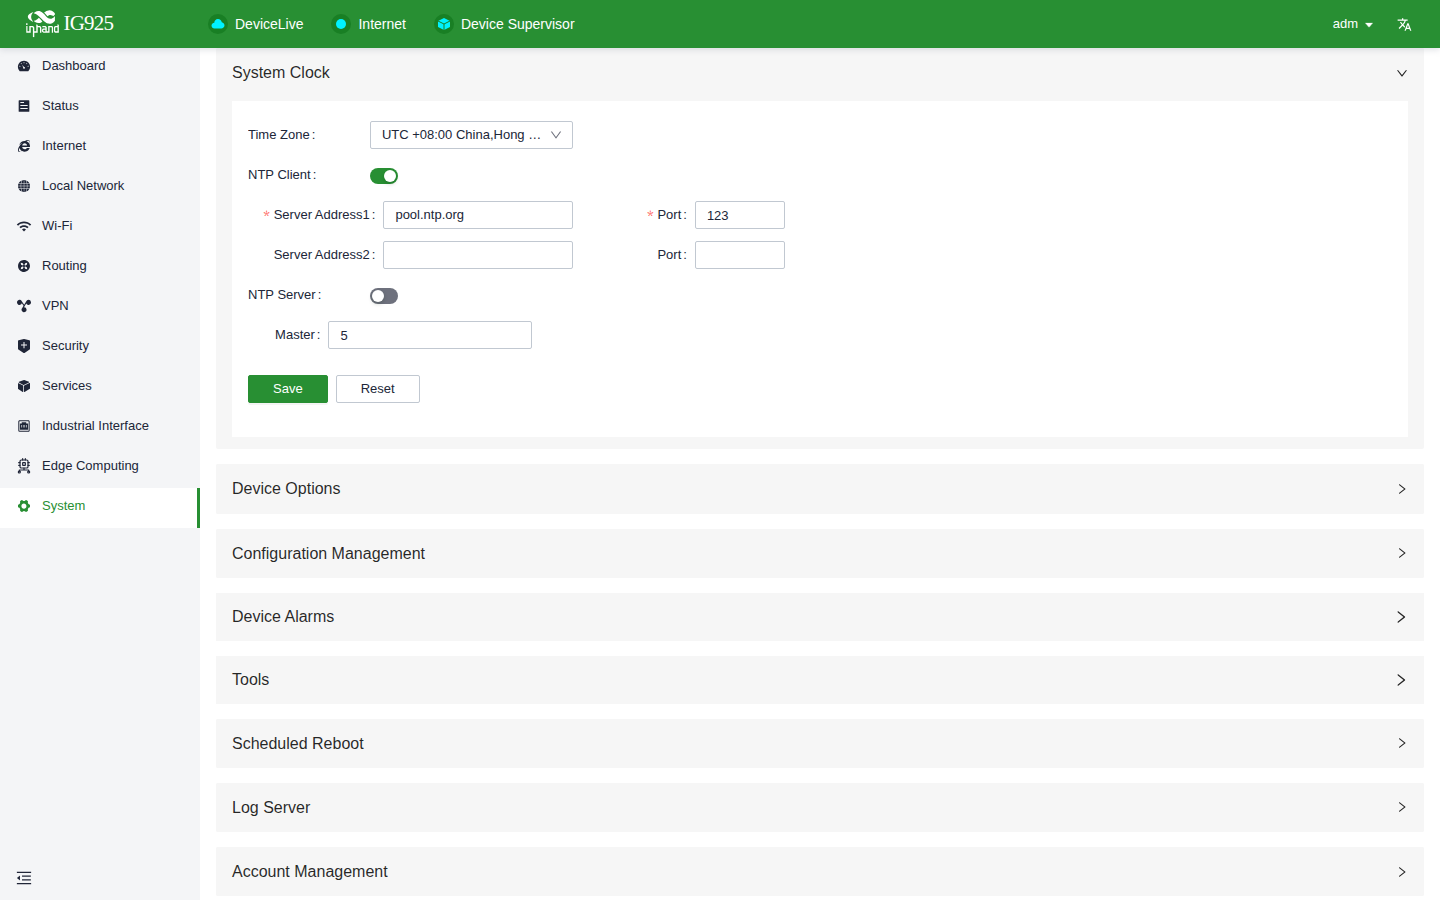 inhand IG925 DeviceLive Internet Device Supervisor adm
Dashboard
Status
Internet
Local Network
Wi-Fi
Routing
VPN
Security
Services
Industrial Interface
Edge Computing
System
System Clock
Time Zone : UTC +08:00 China,Hong ...
NTP Client :
* Server Address1 : pool.ntp.org * Port : 123
Server Address2 : Port :
NTP Server :
Master : 5
Save Reset
Device Options
Configuration Management
Device Alarms
Tools
Scheduled Reboot
Log Server
Account Management